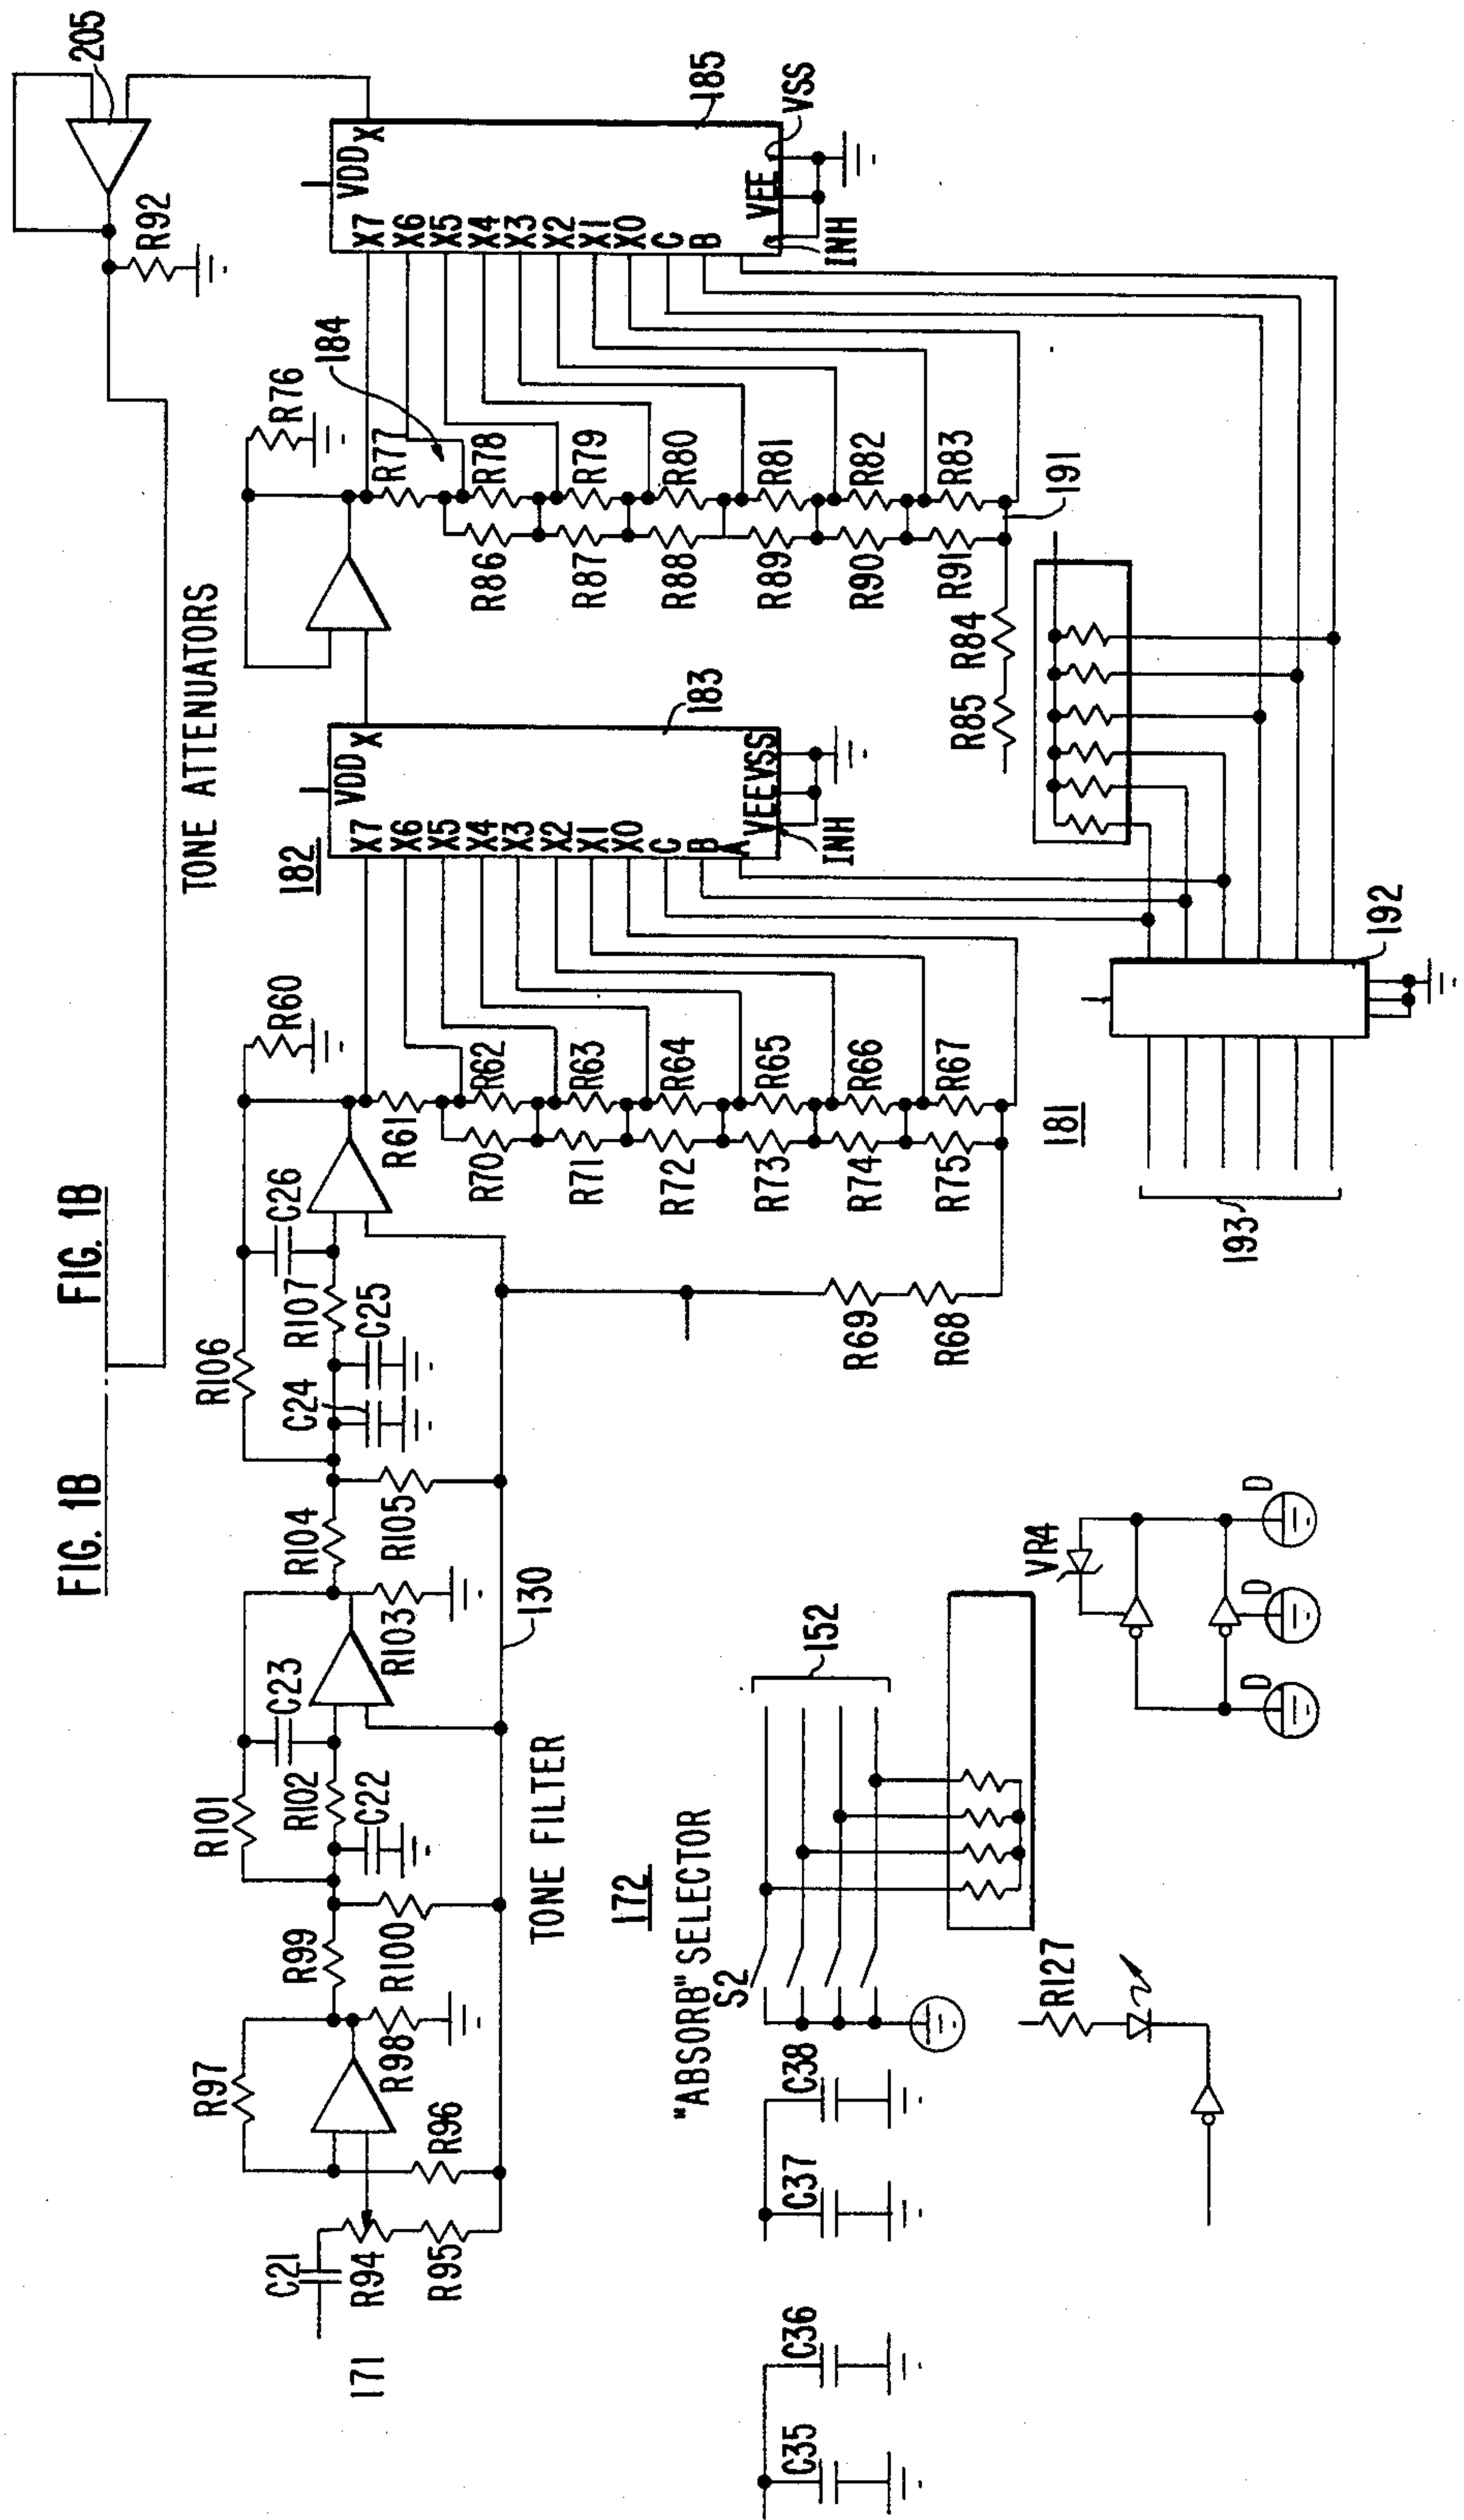 FIG. 1B
FIG. 1B
205
R92
TONE ATTENUATORS
171
C21
R94
R95
R97
R96
R98
R99
R100
R101
R102
C22
C23
R103
R104
R105
R106
C24
C25
R107
C26
TONE FILTER
130
R60
R61
R62
R63
R64
R65
R66
R67
R70
R71
R72
R73
R74
R75
R69
R68
181
182
VDD X
X7
X6
X5
X4
X3
X2
X1
X0
C
B
A
VEE VSS
INH
183
R76
184
R77
R78
R79
R80
R81
R82
R83
R86
R87
R88
R89
R90
R91
R85 R84
191
VDD X
X7
X6
X5
X4
X3
X2
X1
X0
C
B
VEE
INH
VSS
185
192
193
172
"ABSORB" SELECTOR
S2
152
C35
C36
C37
C38
R127
VR4
D
D
D